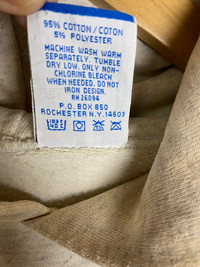 95% COTTON / COTON
5% POLYESTER
MACHINE WASH WARM
SEPARATELY. TUMBLE
DRY LOW. ONLY NON-
CHLORINE BLEACH
WHEN NEEDED. DO NOT
IRON DESIGN.
RN 26094
P.O. BOX 850
ROCHESTER N.Y. 14603